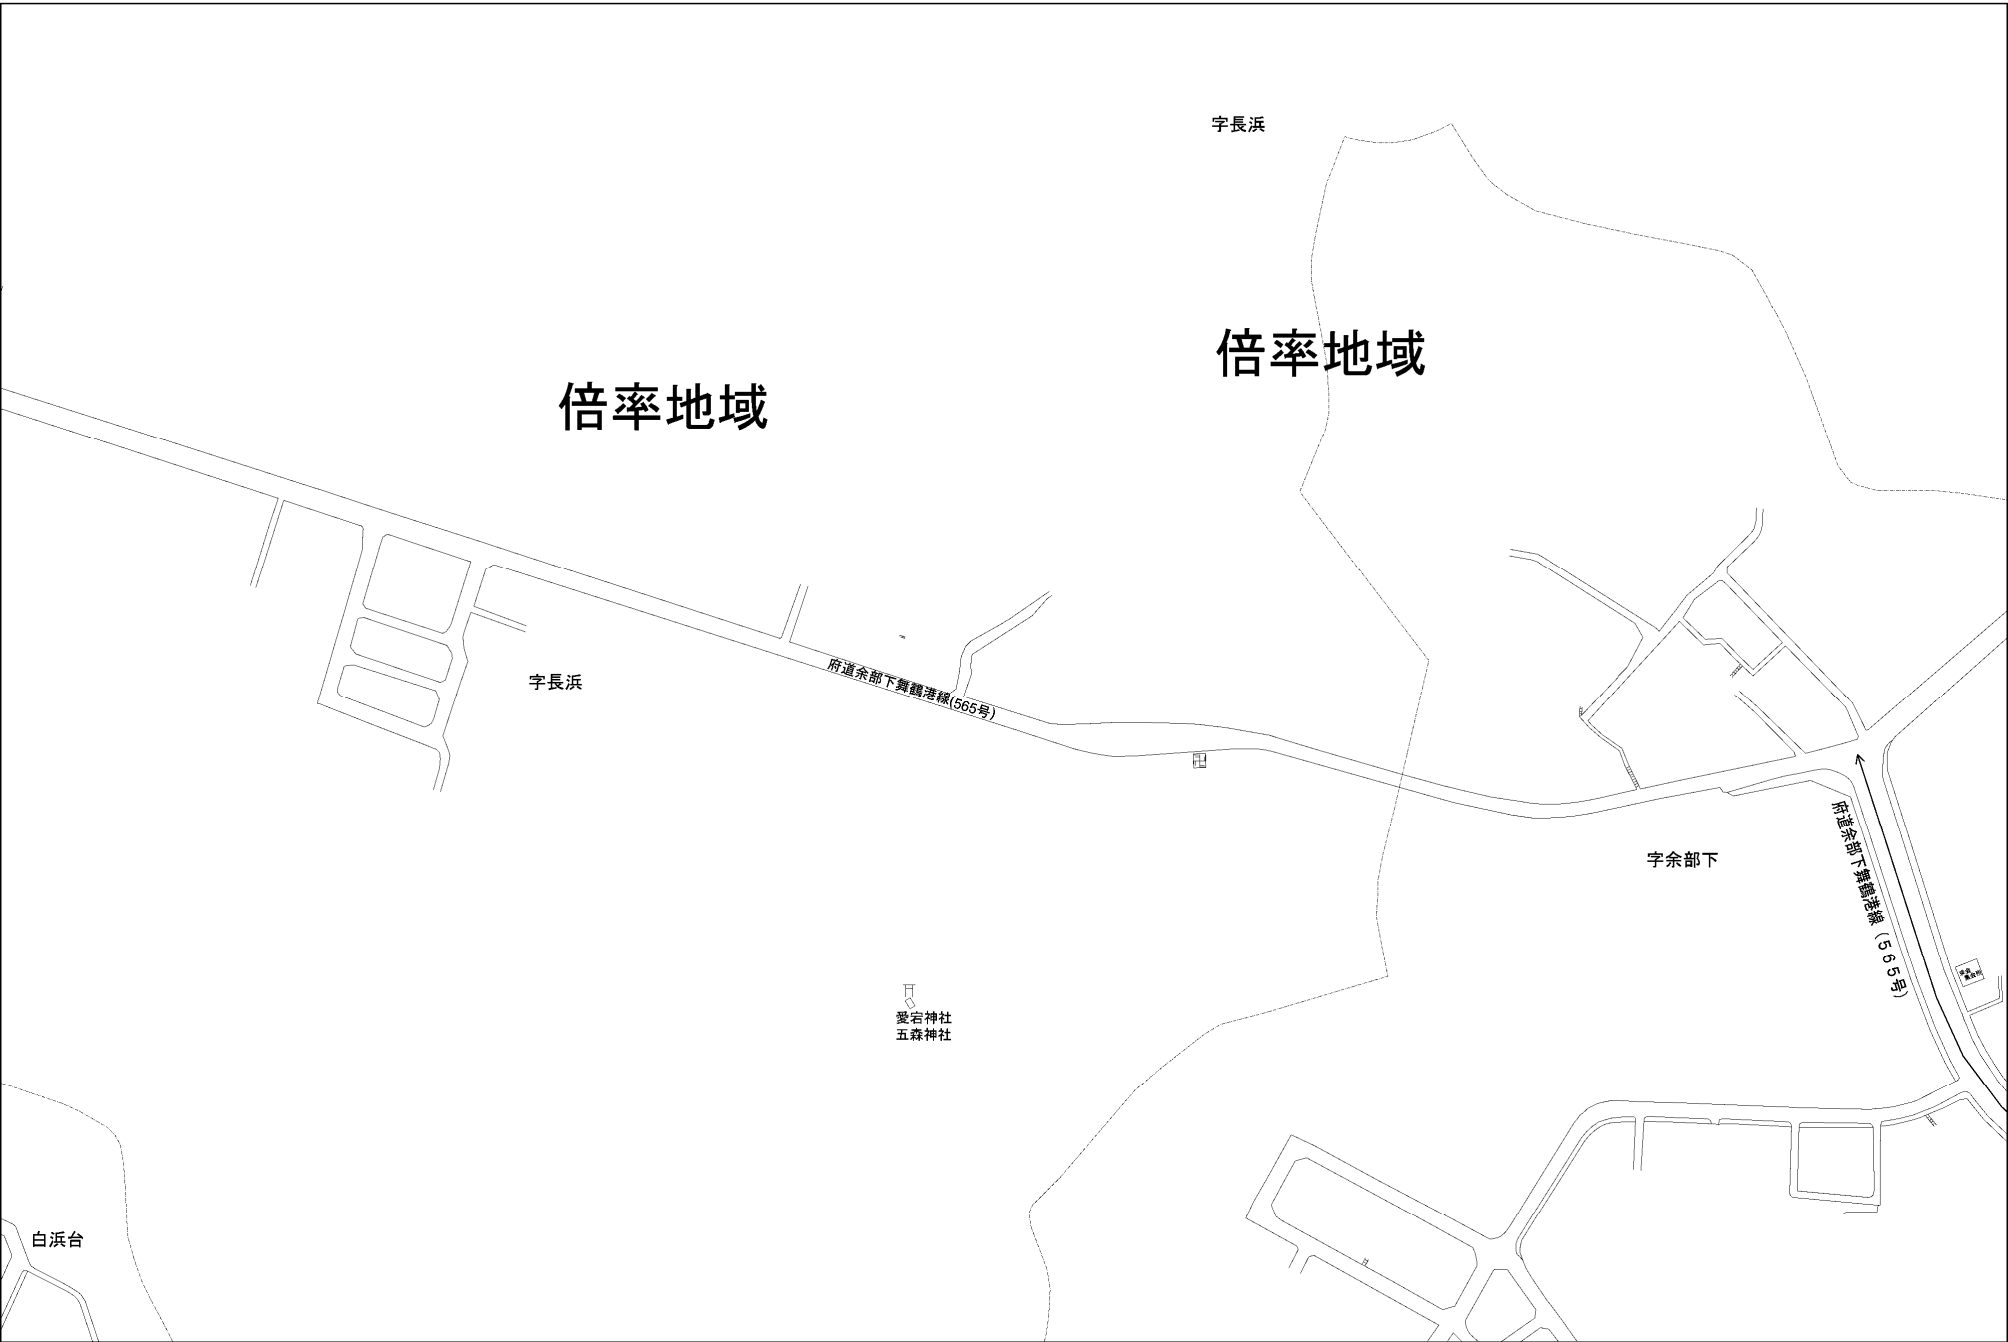 字長浜
倍率地域
倍率地域
字長浜
府道余部下舞鶴港線(565号)
字余部下
府道余部下舞鶴港線（565号）
愛宕神社
五森神社
白浜台